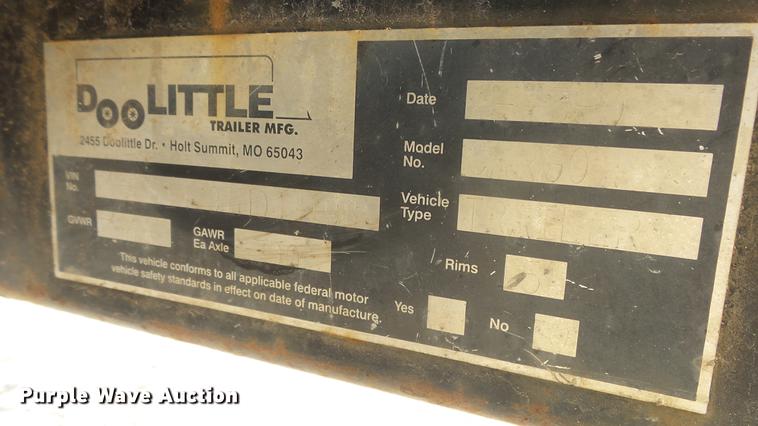 DOOLITTLE
TRAILER MFG.
2455 Doolittle Dr. • Holt Summit, MO 65043
VIN No.
GVWR
GAWR Ea Axle
This vehicle conforms to all applicable federal motor
vehicle safety standards in effect on date of manufacture.
Date
Model No.
Vehicle Type
Rims
Yes
No
Purple Wave Auction